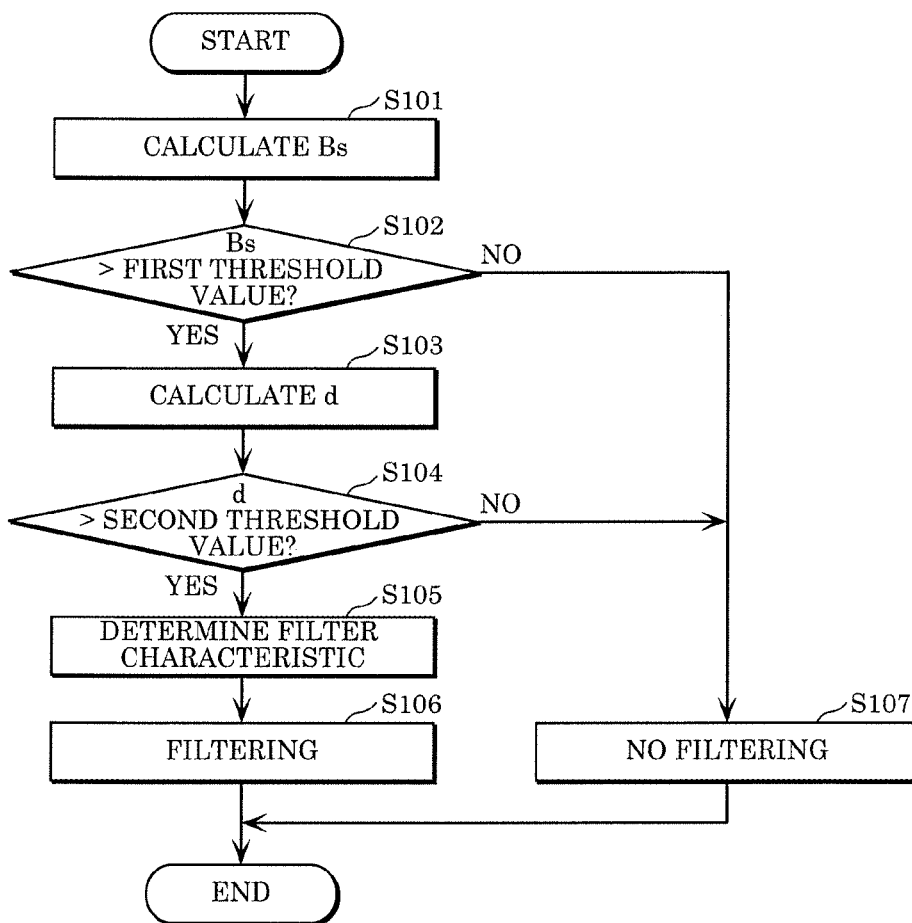 START
S101
CALCULATE Bs
S102
Bs
> FIRST THRESHOLD
VALUE?
NO
YES
S103
CALCULATE d
S104
d
> SECOND THRESHOLD
VALUE?
NO
YES
S105
DETERMINE FILTER
CHARACTERISTIC
S106
FILTERING
S107
NO FILTERING
END